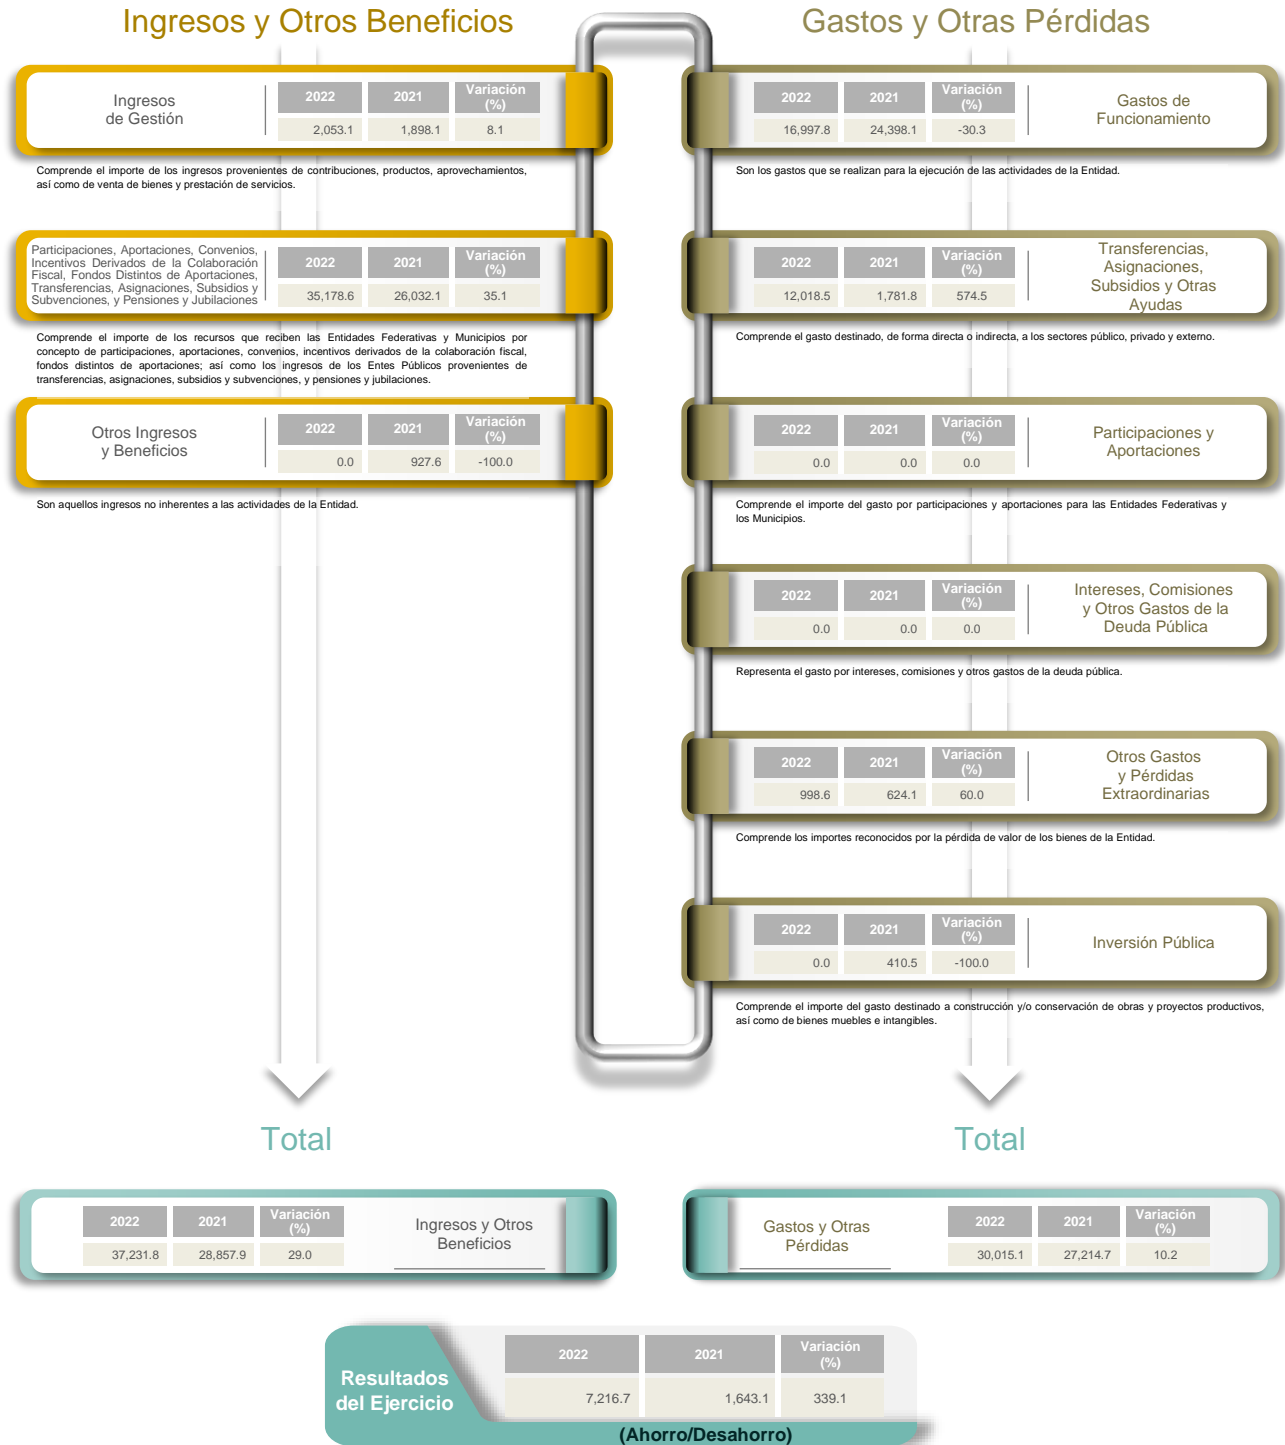 Ingresos y Otros Beneficios
Ingresos
de Gestión
2022 2021 Variación
(%)
2,053.1 1,898.1 8.1
Comprende el importe de los ingresos provenientes de contribuciones, productos, aprovechamientos,
así como de venta de bienes y prestación de servicios.
Participaciones, Aportaciones, Convenios,
Incentivos Derivados de la Colaboración
Fiscal, Fondos Distintos de Aportaciones,
Transferencias, Asignaciones, Subsidios y
Subvenciones, y Pensiones y Jubilaciones
2022 2021 Variación
(%)
35,178.6 26,032.1 35.1
Comprende el importe de los recursos que reciben las Entidades Federativas y Municipios por
concepto de participaciones, aportaciones, convenios, incentivos derivados de la colaboración fiscal,
fondos distintos de aportaciones; así como los ingresos de los Entes Públicos provenientes de
transferencias, asignaciones, subsidios y subvenciones, y pensiones y jubilaciones.
Otros Ingresos
y Beneficios
2022 2021 Variación
(%)
0.0 927.6 -100.0
Son aquellos ingresos no inherentes a las actividades de la Entidad.
Gastos y Otras Pérdidas
2022 2021 Variación
(%)
16,997.8 24,398.1 -30.3
Gastos de
Funcionamiento
Son los gastos que se realizan para la ejecución de las actividades de la Entidad.
2022 2021 Variación
(%)
12,018.5 1,781.8 574.5
Transferencias,
Asignaciones,
Subsidios y Otras
Ayudas
Comprende el gasto destinado, de forma directa o indirecta, a los sectores público, privado y externo.
2022 2021 Variación
(%)
0.0 0.0 0.0
Participaciones y
Aportaciones
Comprende el importe del gasto por participaciones y aportaciones para las Entidades Federativas y
los Municipios.
2022 2021 Variación
(%)
0.0 0.0 0.0
Intereses, Comisiones
y Otros Gastos de la
Deuda Pública
Representa el gasto por intereses, comisiones y otros gastos de la deuda pública.
2022 2021 Variación
(%)
998.6 624.1 60.0
Otros Gastos
y Pérdidas
Extraordinarias
Comprende los importes reconocidos por la pérdida de valor de los bienes de la Entidad.
2022 2021 Variación
(%)
0.0 410.5 -100.0
Inversión Pública
Comprende el importe del gasto destinado a construcción y/o conservación de obras y proyectos productivos,
así como de bienes muebles e intangibles.
Total
2022 2021 Variación
(%)
37,231.8 28,857.9 29.0
Ingresos y Otros
Beneficios
Total
Gastos y Otras
Pérdidas
2022 2021 Variación
(%)
30,015.1 27,214.7 10.2
Resultados
del Ejercicio
2022 2021 Variación
(%)
7,216.7 1,643.1 339.1
(Ahorro/Desahorro)